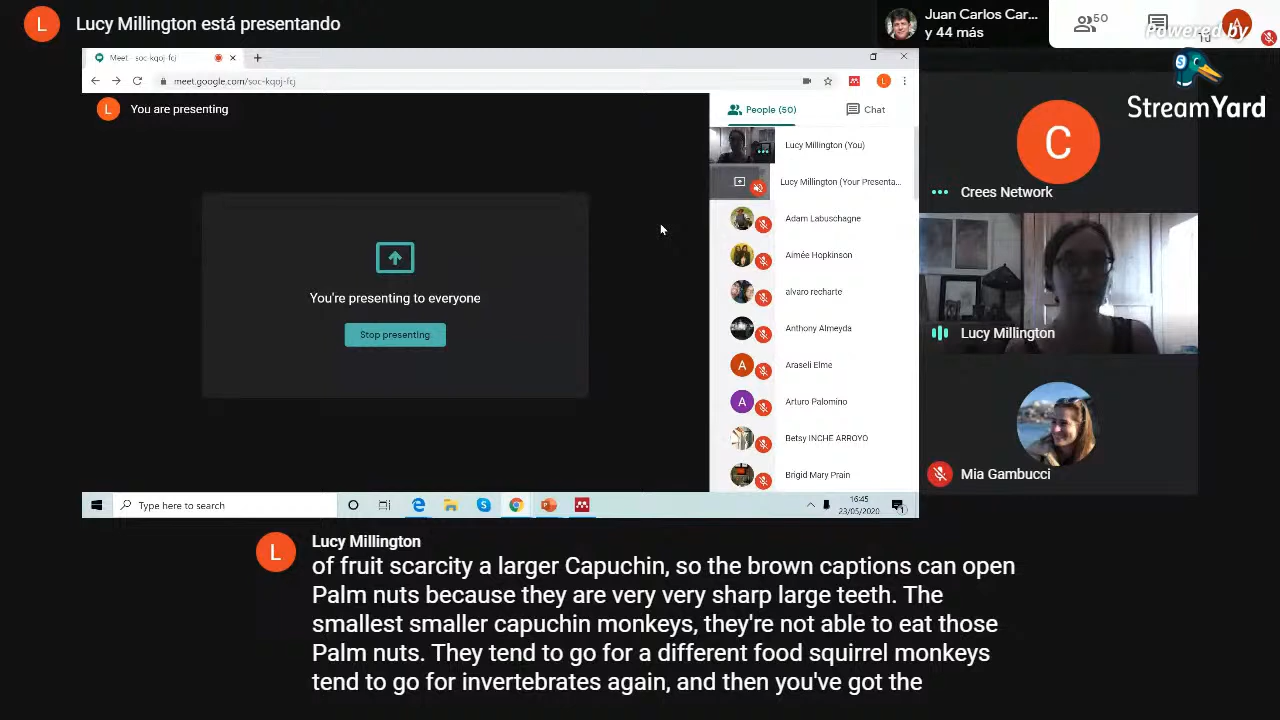 L Lucy Millington está presentando
Juan Carlos Car...
y 44 más
50
A
Powered by
StreamYard
Meet - soc-kqoj-fcj
meet.google.com/soc-kqoj-fcj
L
L You are presenting
People (50)
Chat
Lucy Millington (You)
Lucy Millington (Your Presenta...
Adam Labuschagne
Aimée Hopkinson
alvaro recharte
Anthony Almeyda
A Araseli Elme
A Arturo Palomino
Betsy INCHE ARROYO
Brigid Mary Prain
You're presenting to everyone
Stop presenting
C
Crees Network
Lucy Millington
Mia Gambucci
Type here to search
16:45
23/05/2020
1
L Lucy Millington
of fruit scarcity a larger Capuchin, so the brown captions can open
Palm nuts because they are very very sharp large teeth. The
smallest smaller capuchin monkeys, they're not able to eat those
Palm nuts. They tend to go for a different food squirrel monkeys
tend to go for invertebrates again, and then you've got the